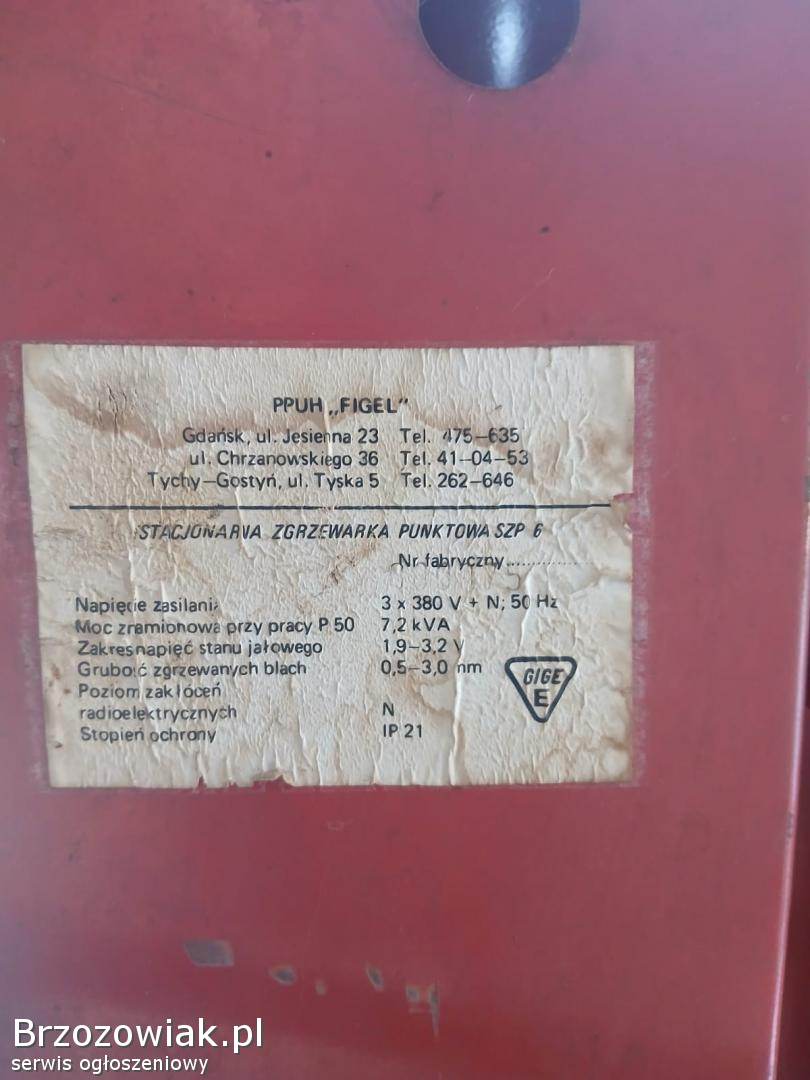 PPUH „FIGEL”
Gdańsk, ul. Jesienna 23 Tel. 475–635
ul. Chrzanowskiego 36 Tel. 41–04–53
Tychy–Gostyń, ul. Tyska 5 Tel. 262–646
STACJONARNA ZGRZEWARKA PUNKTOWA SZP 6
Nr fabryczny..............
Napięcie zasilania 3 x 380 V + N; 50 Hz
Moc znamionowa przy pracy P 50 7,2 kVA
Zakres napięć stanu jałowego 1,9–3,2 V
Grubość zgrzewanych blach 0,5–3,0 mm
Poziom zakłóceń
radioelektrycznych N
Stopień ochrony IP 21
GIGE
E
Brzozowiak.pl
serwis ogłoszeniowy